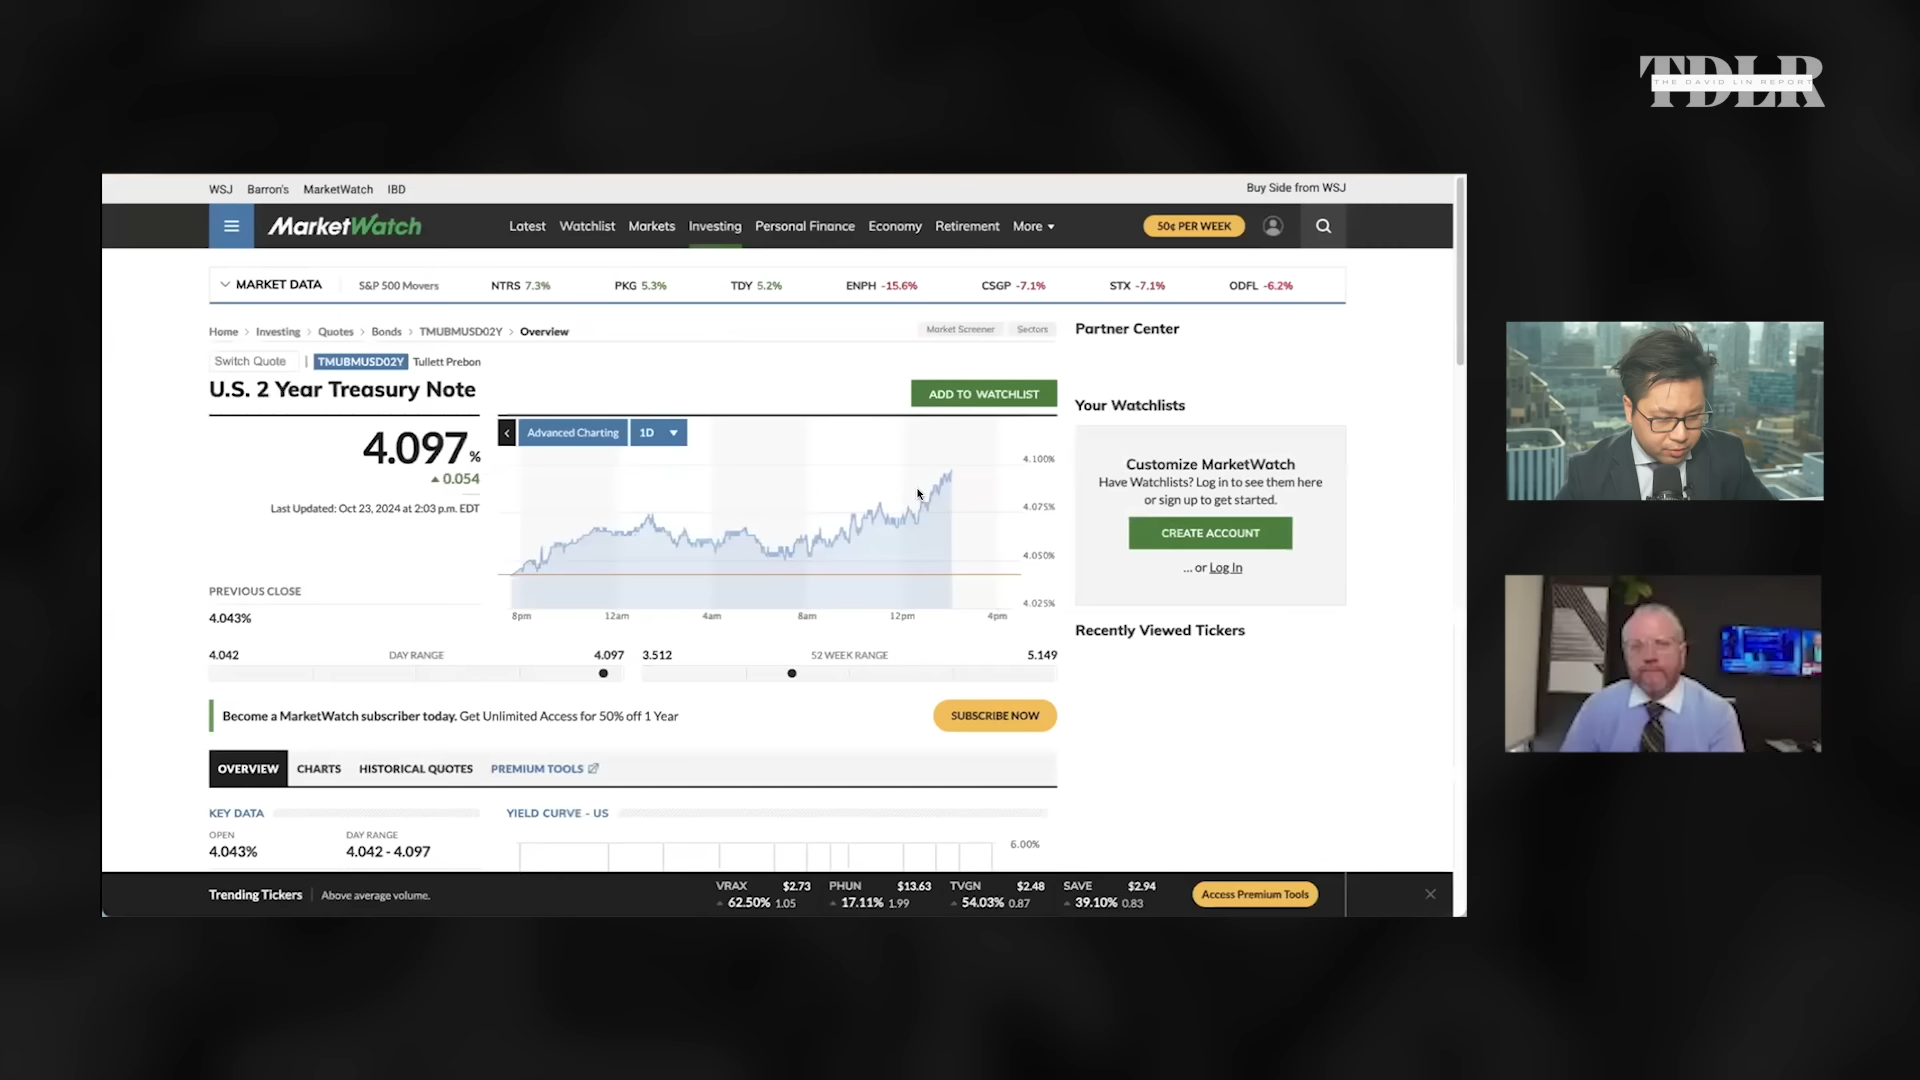 TDLR
THE DAVID LIN REPORT
WSJ Barron's MarketWatch IBD
Buy Side from WSJ
MarketWatch
Latest Watchlist Markets Investing Personal Finance Economy Retirement More
50¢ PER WEEK
MARKET DATA
S&P 500 Movers
NTRS 7.3%
PKG 5.3%
TDY 5.2%
ENPH -15.6%
CSGP -7.1%
STX -7.1%
ODFL -6.2%
Home > Investing > Quotes > Bonds > TMUBMUSD02Y > Overview
Market Screener
Sectors
Partner Center
Switch Quote | TMUBMUSD02Y Tullett Prebon
U.S. 2 Year Treasury Note
ADD TO WATCHLIST
Your Watchlists
4.097 %
0.054
Last Updated: Oct 23, 2024 at 2:03 p.m. EDT
PREVIOUS CLOSE
4.043%
Advanced Charting
1D
4.100%
4.075%
4.050%
4.025%
8pm 12am 4am 8am 12pm 4pm
Customize MarketWatch
Have Watchlists? Log in to see them here
or sign up to get started.
CREATE ACCOUNT
... or Log In
Recently Viewed Tickers
4.042 DAY RANGE 4.097
3.512 52 WEEK RANGE 5.149
Become a MarketWatch subscriber today. Get Unlimited Access for 50% off 1 Year
SUBSCRIBE NOW
OVERVIEW CHARTS HISTORICAL QUOTES PREMIUM TOOLS
KEY DATA
OPEN
4.043%
DAY RANGE
4.042 - 4.097
YIELD CURVE - US
6.00%
Trending Tickers | Above average volume.
VRAX $2.73
62.50% 1.05
PHUN $13.63
17.11% 1.99
TVGN $2.48
54.03% 0.87
SAVE $2.94
39.10% 0.83
Access Premium Tools